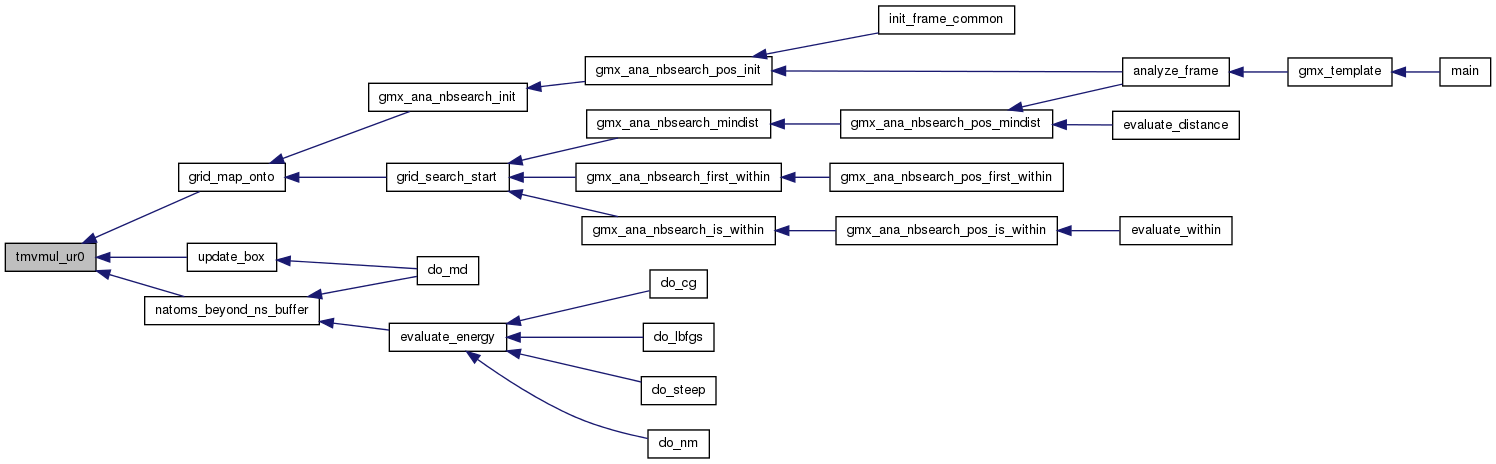 init_frame_common
gmx_ana_nbsearch_pos_init
analyze_frame
gmx_template
main
gmx_ana_nbsearch_init
gmx_ana_nbsearch_mindist
gmx_ana_nbsearch_pos_mindist
evaluate_distance
grid_map_onto
grid_search_start
gmx_ana_nbsearch_first_within
gmx_ana_nbsearch_pos_first_within
gmx_ana_nbsearch_is_within
gmx_ana_nbsearch_pos_is_within
evaluate_within
tmvmul_ur0
update_box
do_md
natoms_beyond_ns_buffer
do_cg
evaluate_energy
do_lbfgs
do_steep
do_nm